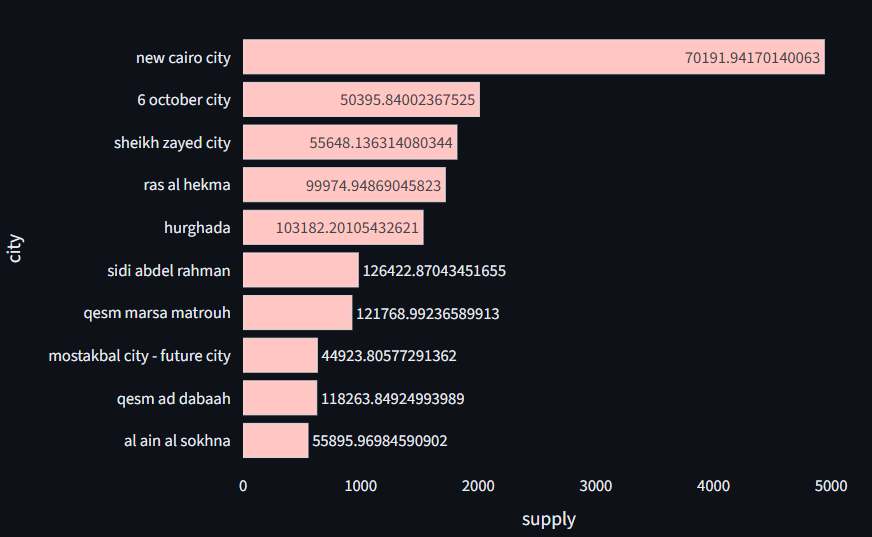 new cairo city 70191.94170140063
6 october city 50395.84002367525
sheikh zayed city 55648.136314080344
ras al hekma 99974.94869045823
hurghada 103182.20105432621
city
sidi abdel rahman 126422.87043451655
qesm marsa matrouh 121768.99236589913
mostakbal city - future city 44923.80577291362
qesm ad dabaah 118263.84924993989
al ain al sokhna 55895.96984590902
0 1000 2000 3000 4000 5000
supply